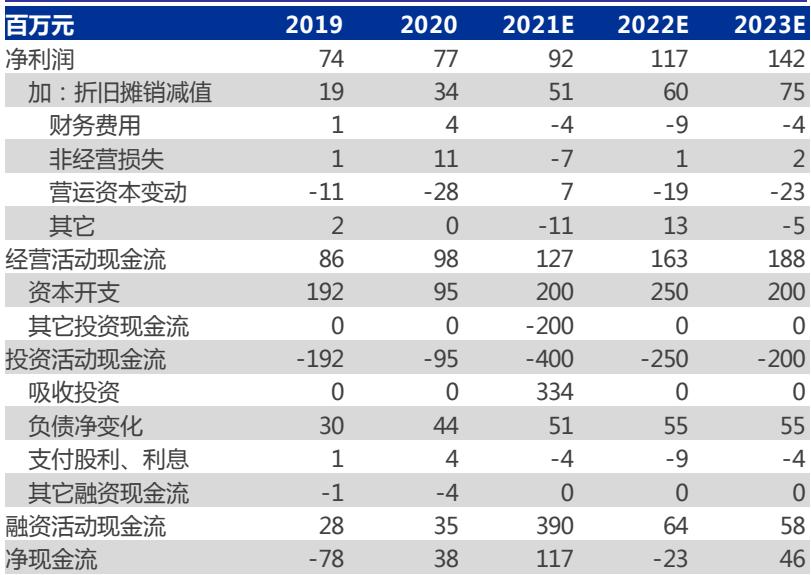 百万元 2019 2020 2021E 2022E 2023E
净利润 74 77 92 117 142
加：折旧摊销减值 19 34 51 60 75
财务费用 1 4 -4 -9 -4
非经营损失 1 11 -7 1 2
营运资本变动 -11 -28 7 -19 -23
其它 2 0 -11 13 -5
经营活动现金流 86 98 127 163 188
资本开支 192 95 200 250 200
其它投资现金流 0 0 -200 0 0
投资活动现金流 -192 -95 -400 -250 -200
吸收投资 0 0 334 0 0
负债净变化 30 44 51 55 55
支付股利、利息 1 4 -4 -9 -4
其它融资现金流 -1 -4 0 0 0
融资活动现金流 28 35 390 64 58
净现金流 -78 38 117 -23 46